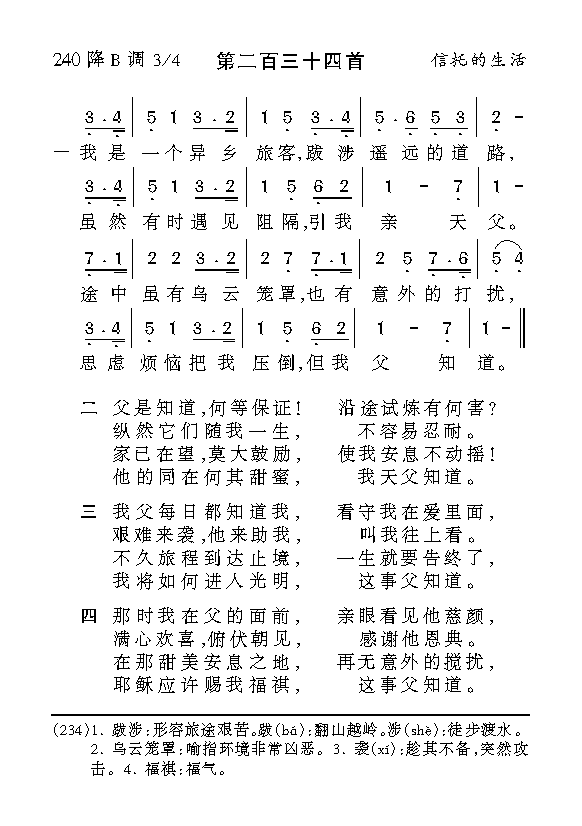 240 降 B 调 3/4 第二百三十四首 信托的生活
3 . 4 | 5 1 3 . 2 | 1 5 3 . 4 | 5 . 6 5 3 | 2 -
一 我 是 一 个 异 乡 旅 客, 跋 涉 遥 远 的 道 路,
3 . 4 | 5 1 3 . 2 | 1 5 6 2 | 1 - 7 | 1 -
虽 然 有 时 遇 见 阻 隔, 引 我 亲 天 父。
7 . 1 | 2 2 3 . 2 | 2 7 7 . 1 | 2 5 7 . 6 | 5 4
途 中 虽 有 乌 云 笼 罩, 也 有 意 外 的 打 扰,
3 . 4 | 5 1 3 . 2 | 1 5 6 2 | 1 - 7 | 1 -
思 虑 烦 恼 把 我 压 倒, 但 我 父 知 道。
二 父是知道,何等保证! 沿途试炼有何害?
纵然它们随我一生, 不容易忍耐。
家已在望,莫大鼓励, 使我安息不动摇!
他的同在何其甜蜜, 我天父知道。
三 我父每日都知道我, 看守我在爱里面,
艰难来袭,他来助我, 叫我往上看。
不久旅程到达止境, 一生就要告终了,
我将如何进入光明, 这事父知道。
四 那时我在父的面前, 亲眼看见他慈颜,
满心欢喜,俯伏朝见, 感谢他恩典。
在那甜美安息之地, 再无意外的搅扰,
耶稣应许赐我福祺, 这事父知道。
(234)1. 跋涉:形容旅途艰苦。跋(bá):翻山越岭。涉(shè):徒步渡水。
2. 乌云笼罩:喻指环境非常凶恶。 3. 袭(xí):趁其不备,突然攻
击。 4. 福祺:福气。